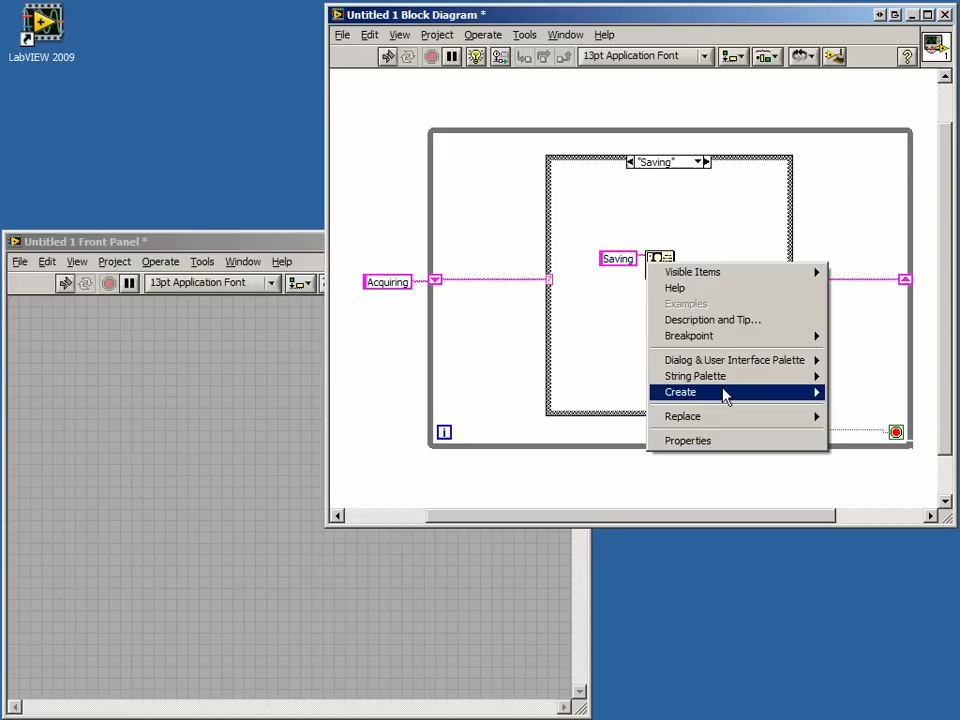 LabVIEW 2009
Untitled 1 Block Diagram *
File Edit View Project Operate Tools Window Help
13pt Application Font
?
1
"Saving"
Saving
Acquiring
?
i
Visible Items
Help
Examples
Description and Tip...
Breakpoint
Dialog & User Interface Palette
String Palette
Create
Replace
Properties
Untitled 1 Front Panel *
File Edit View Project Operate Tools Window Help
13pt Application Font